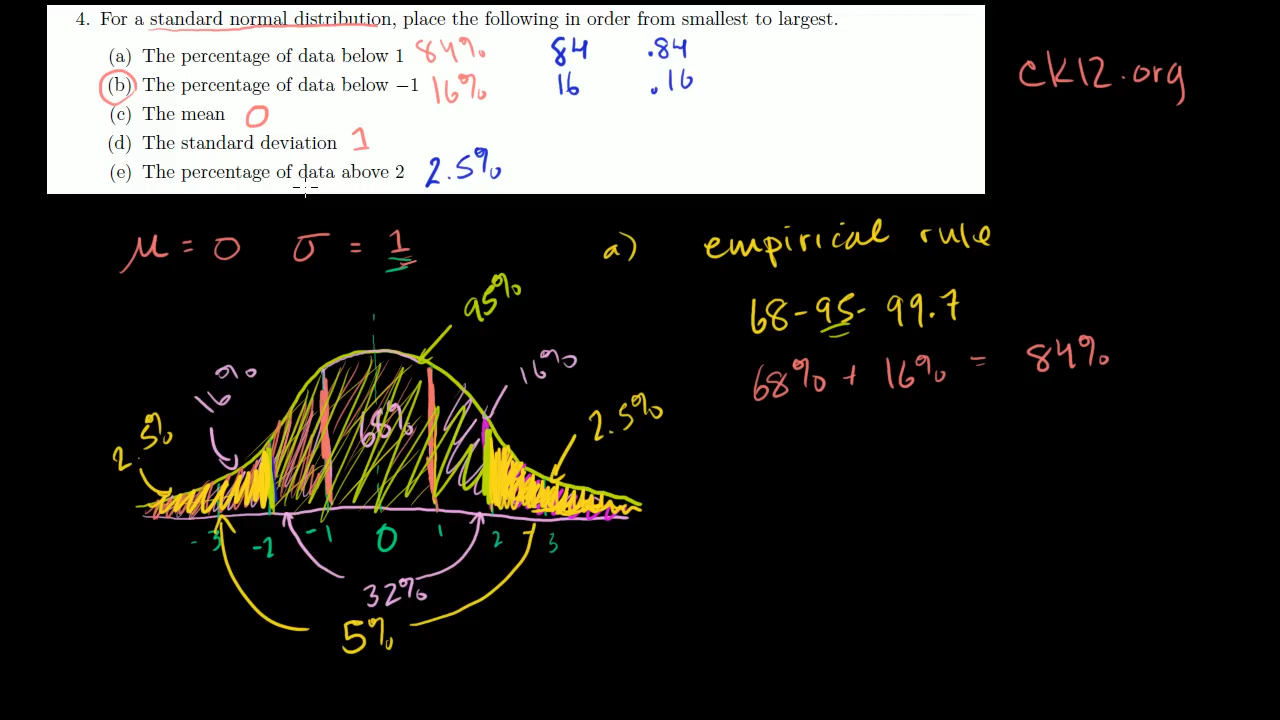 4. For a standard normal distribution, place the following in order from smallest to largest.
(a) The percentage of data below 1 84% 84 .84
(b) The percentage of data below −1 16% 16 .16
(c) The mean 0
(d) The standard deviation 1
(e) The percentage of data above 2 2.5%
ck12.org
μ = 0 σ = 1
a) empirical rule
68-95-99.7
68% + 16% = 84%
95%
16%
16%
68%
2.5%
2.5%
-3 -2 -1 0 1 2 3
32%
5%